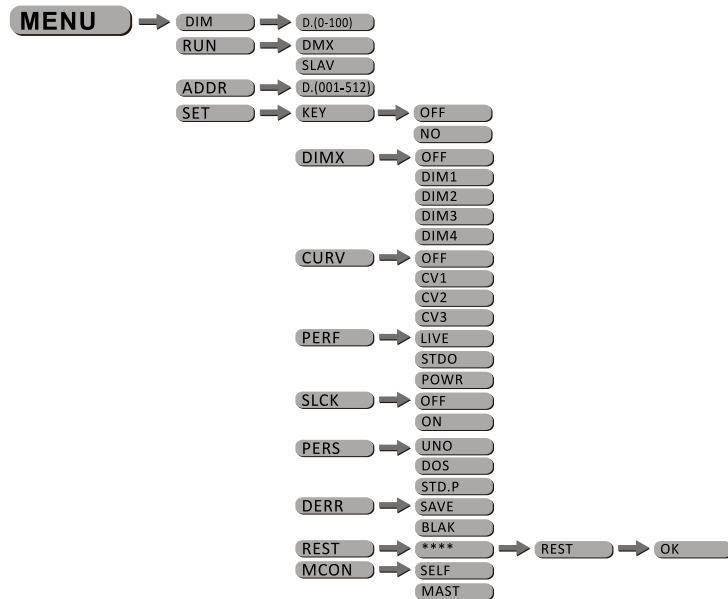 MENU DIM D.(0-100)
RUN DMX
SLAV
ADDR D.(001-512)
SET KEY OFF
NO
DIMX OFF
DIM1
DIM2
DIM3
DIM4
CURV OFF
CV1
CV2
CV3
PERF LIVE
STDO
POWR
SLCK OFF
ON
PERS UNO
DOS
STD.P
DERR SAVE
BLAK
REST **** REST OK
MCON SELF
MAST